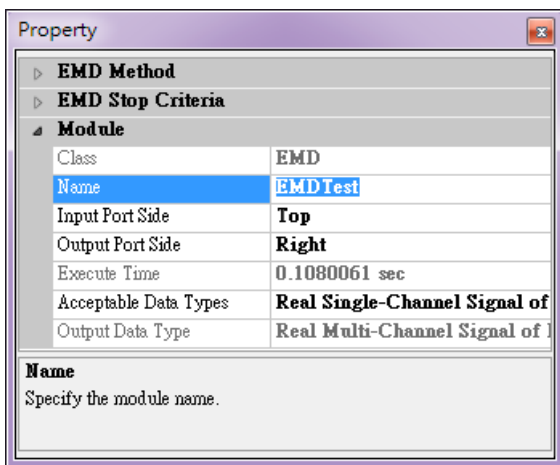 Property
EMD Method
EMD Stop Criteria
Module
Class EMD
Name EMDTest
Input Port Side Top
Output Port Side Right
Execute Time 0.1080061 sec
Acceptable Data Types Real Single-Channel Signal of
Output Data Type Real Multi-Channel Signal of
Name
Specify the module name.